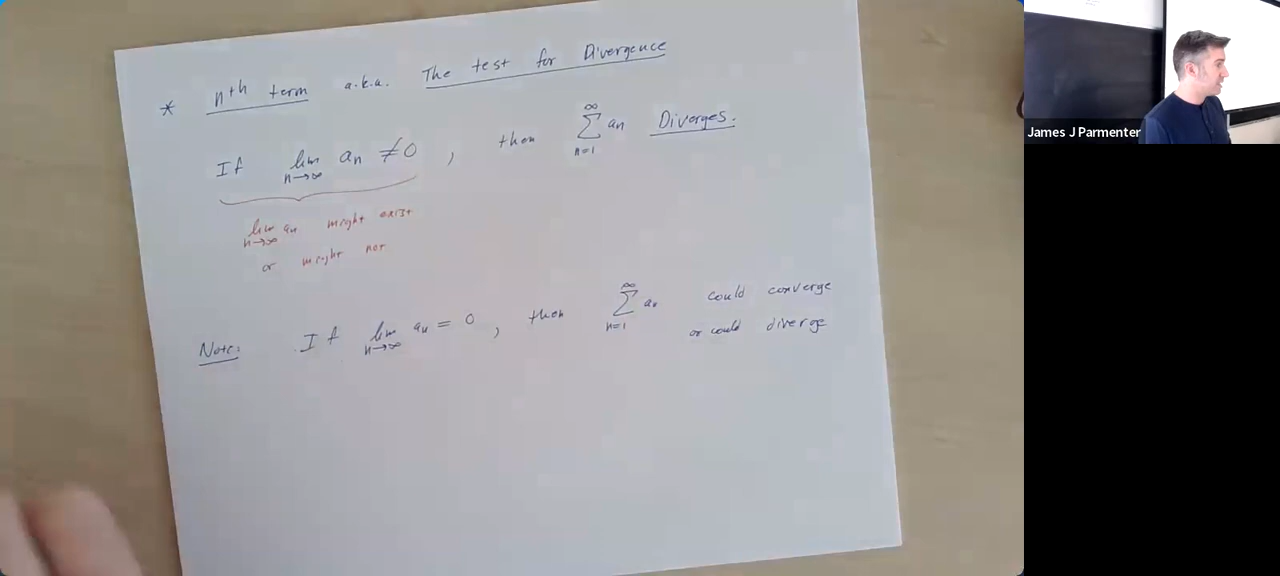 * nth term a.k.a. The test for Divergence
If lim n→∞ an ≠ 0 , then ∞ Σ n=1 an Diverges.
lim n→∞ an might exist
or might not
Note: If lim n→∞ an = 0 , then ∞ Σ n=1 an could converge
or could diverge
James J Parmenter